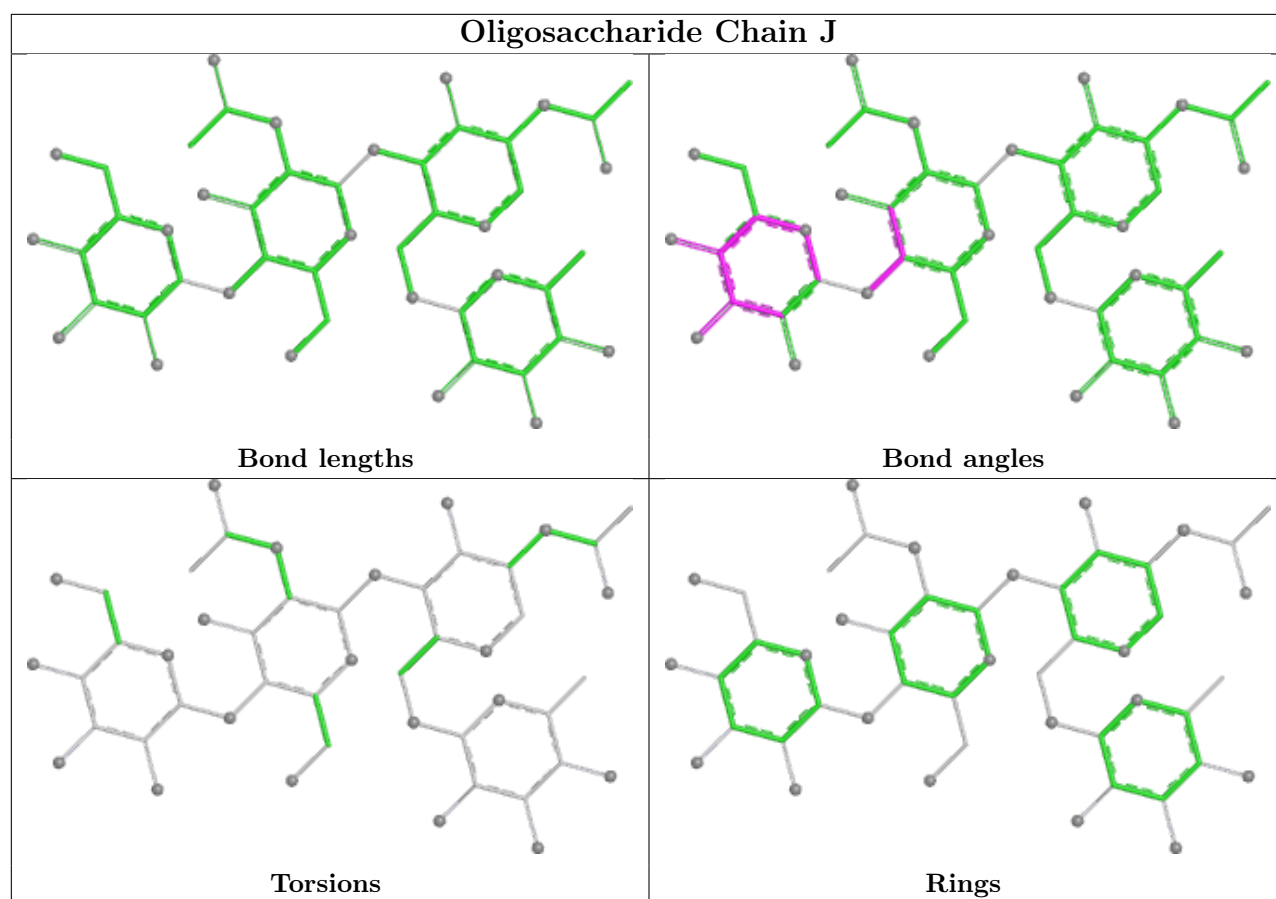 Oligosaccharide Chain J
Bond lengths
Bond angles
Torsions
Rings